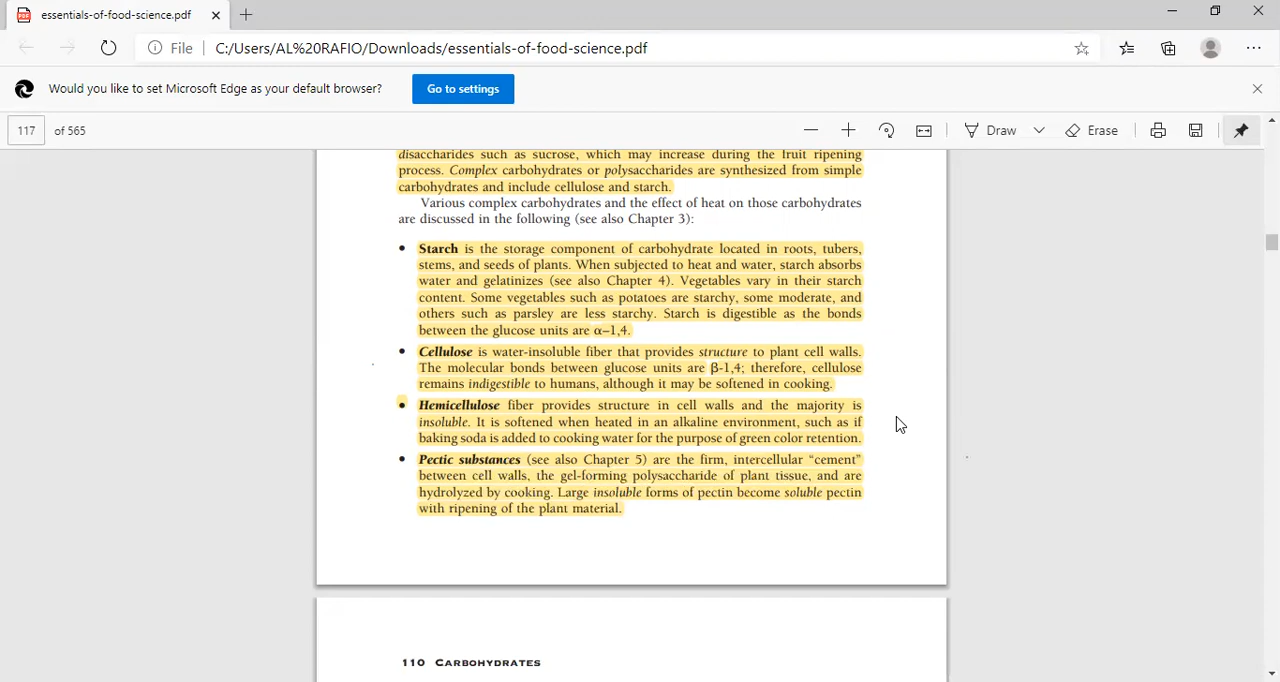 essentials-of-food-science.pdf
File
C:/Users/AL%20RAFIO/Downloads/essentials-of-food-science.pdf
Would you like to set Microsoft Edge as your default browser?
Go to settings
117 of 565
Draw
Erase
disaccharides such as sucrose, which may increase during the fruit ripening
process. Complex carbohydrates or polysaccharides are synthesized from simple
carbohydrates and include cellulose and starch.
Various complex carbohydrates and the effect of heat on those carbohydrates
are discussed in the following (see also Chapter 3):
• Starch is the storage component of carbohydrate located in roots, tubers,
stems, and seeds of plants. When subjected to heat and water, starch absorbs
water and gelatinizes (see also Chapter 4). Vegetables vary in their starch
content. Some vegetables such as potatoes are starchy, some moderate, and
others such as parsley are less starchy. Starch is digestible as the bonds
between the glucose units are α–1,4.
• Cellulose is water-insoluble fiber that provides structure to plant cell walls.
The molecular bonds between glucose units are β-1,4; therefore, cellulose
remains indigestible to humans, although it may be softened in cooking.
• Hemicellulose fiber provides structure in cell walls and the majority is
insoluble. It is softened when heated in an alkaline environment, such as if
baking soda is added to cooking water for the purpose of green color retention.
• Pectic substances (see also Chapter 5) are the firm, intercellular “cement”
between cell walls, the gel-forming polysaccharide of plant tissue, and are
hydrolyzed by cooking. Large insoluble forms of pectin become soluble pectin
with ripening of the plant material.
110 CARBOHYDRATES